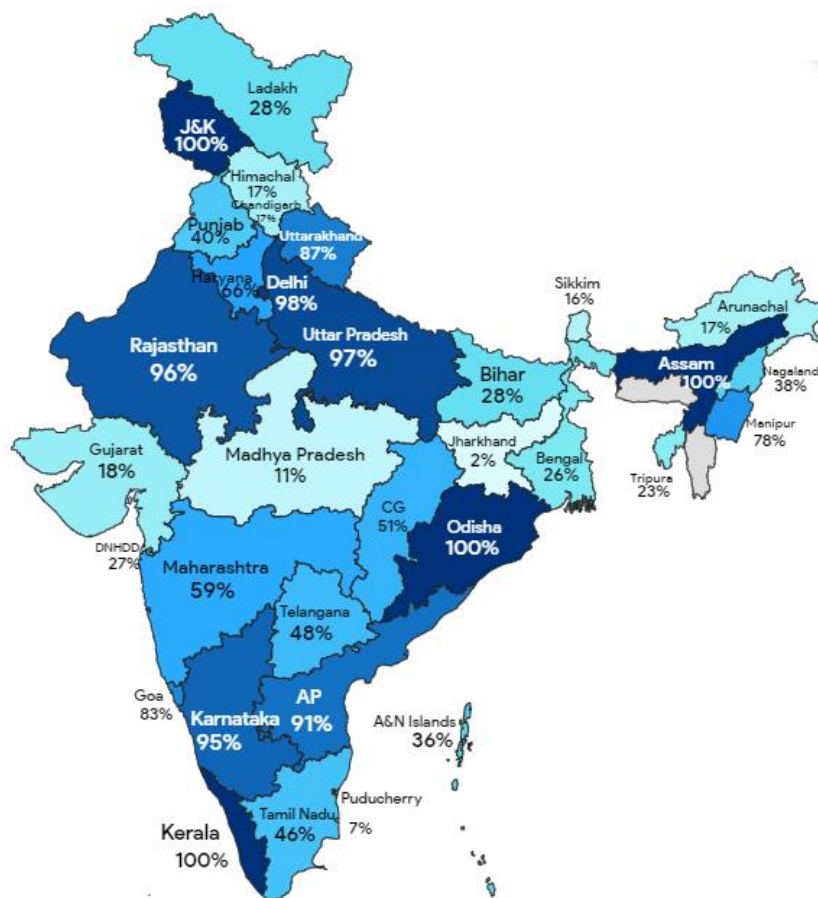 Ladakh
28%
J&K
100%
Himachal
17%
Chandigarh
17%
Punjab
40%
Uttarakhand
87%
Haryana
66%
Delhi
98%
Sikkim
16%
Arunachal
17%
Rajasthan
96%
Uttar Pradesh
97%
Bihar
28%
Assam
100%
Nagaland
38%
Manipur
78%
Gujarat
18%
Madhya Pradesh
11%
Jharkhand
2%
Bengal
26%
Tripura
23%
CG
51%
Odisha
100%
DNHDD
27%
Maharashtra
59%
Telangana
48%
Goa
83%
Karnataka
95%
AP
91%
A&N Islands
36%
Puducherry
7%
Tamil Nadu
46%
Kerala
100%